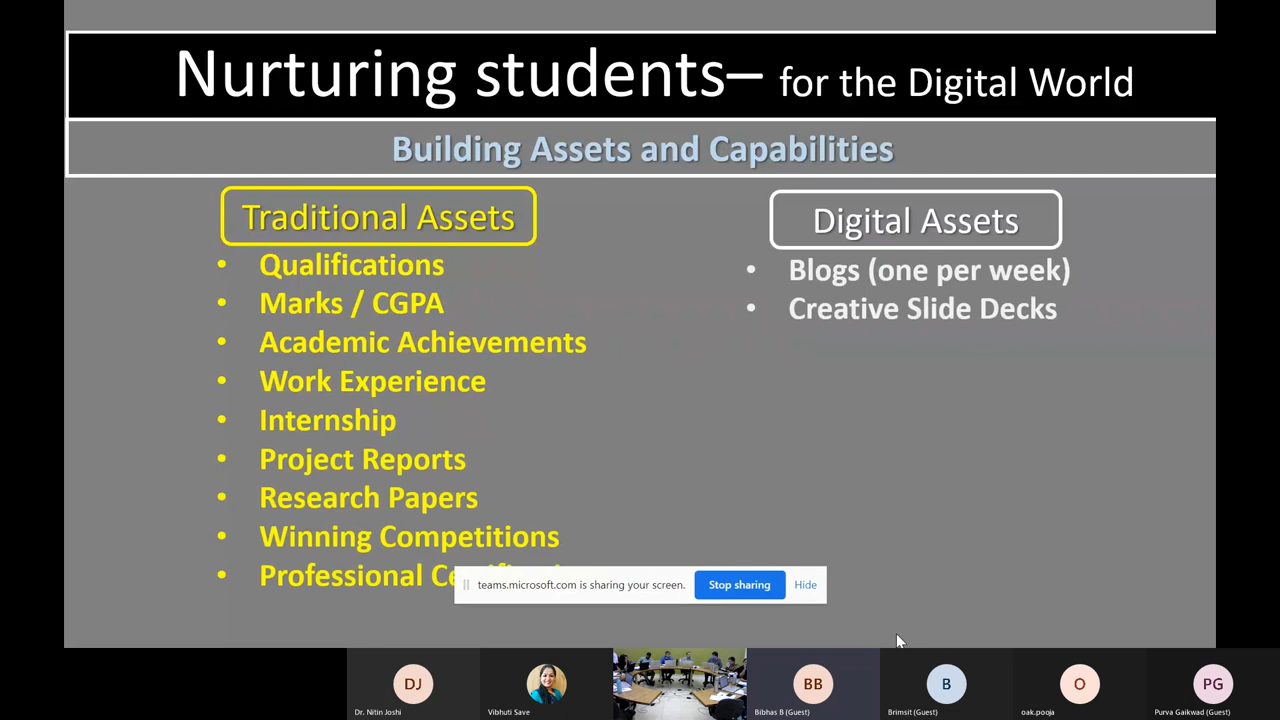 Nurturing students– for the Digital World
Building Assets and Capabilities
Traditional Assets
• Qualifications
• Marks / CGPA
• Academic Achievements
• Work Experience
• Internship
• Project Reports
• Research Papers
• Winning Competitions
• Professional
Digital Assets
• Blogs (one per week)
• Creative Slide Decks
teams.microsoft.com is sharing your screen.
Stop sharing
Hide
DJ
BB
B
O
PG
Dr. Nitin Joshi
Vibhuti Save
Bibhas B (Guest)
Brimsit (Guest)
oak.pooja
Purva Gaikwad (Guest)